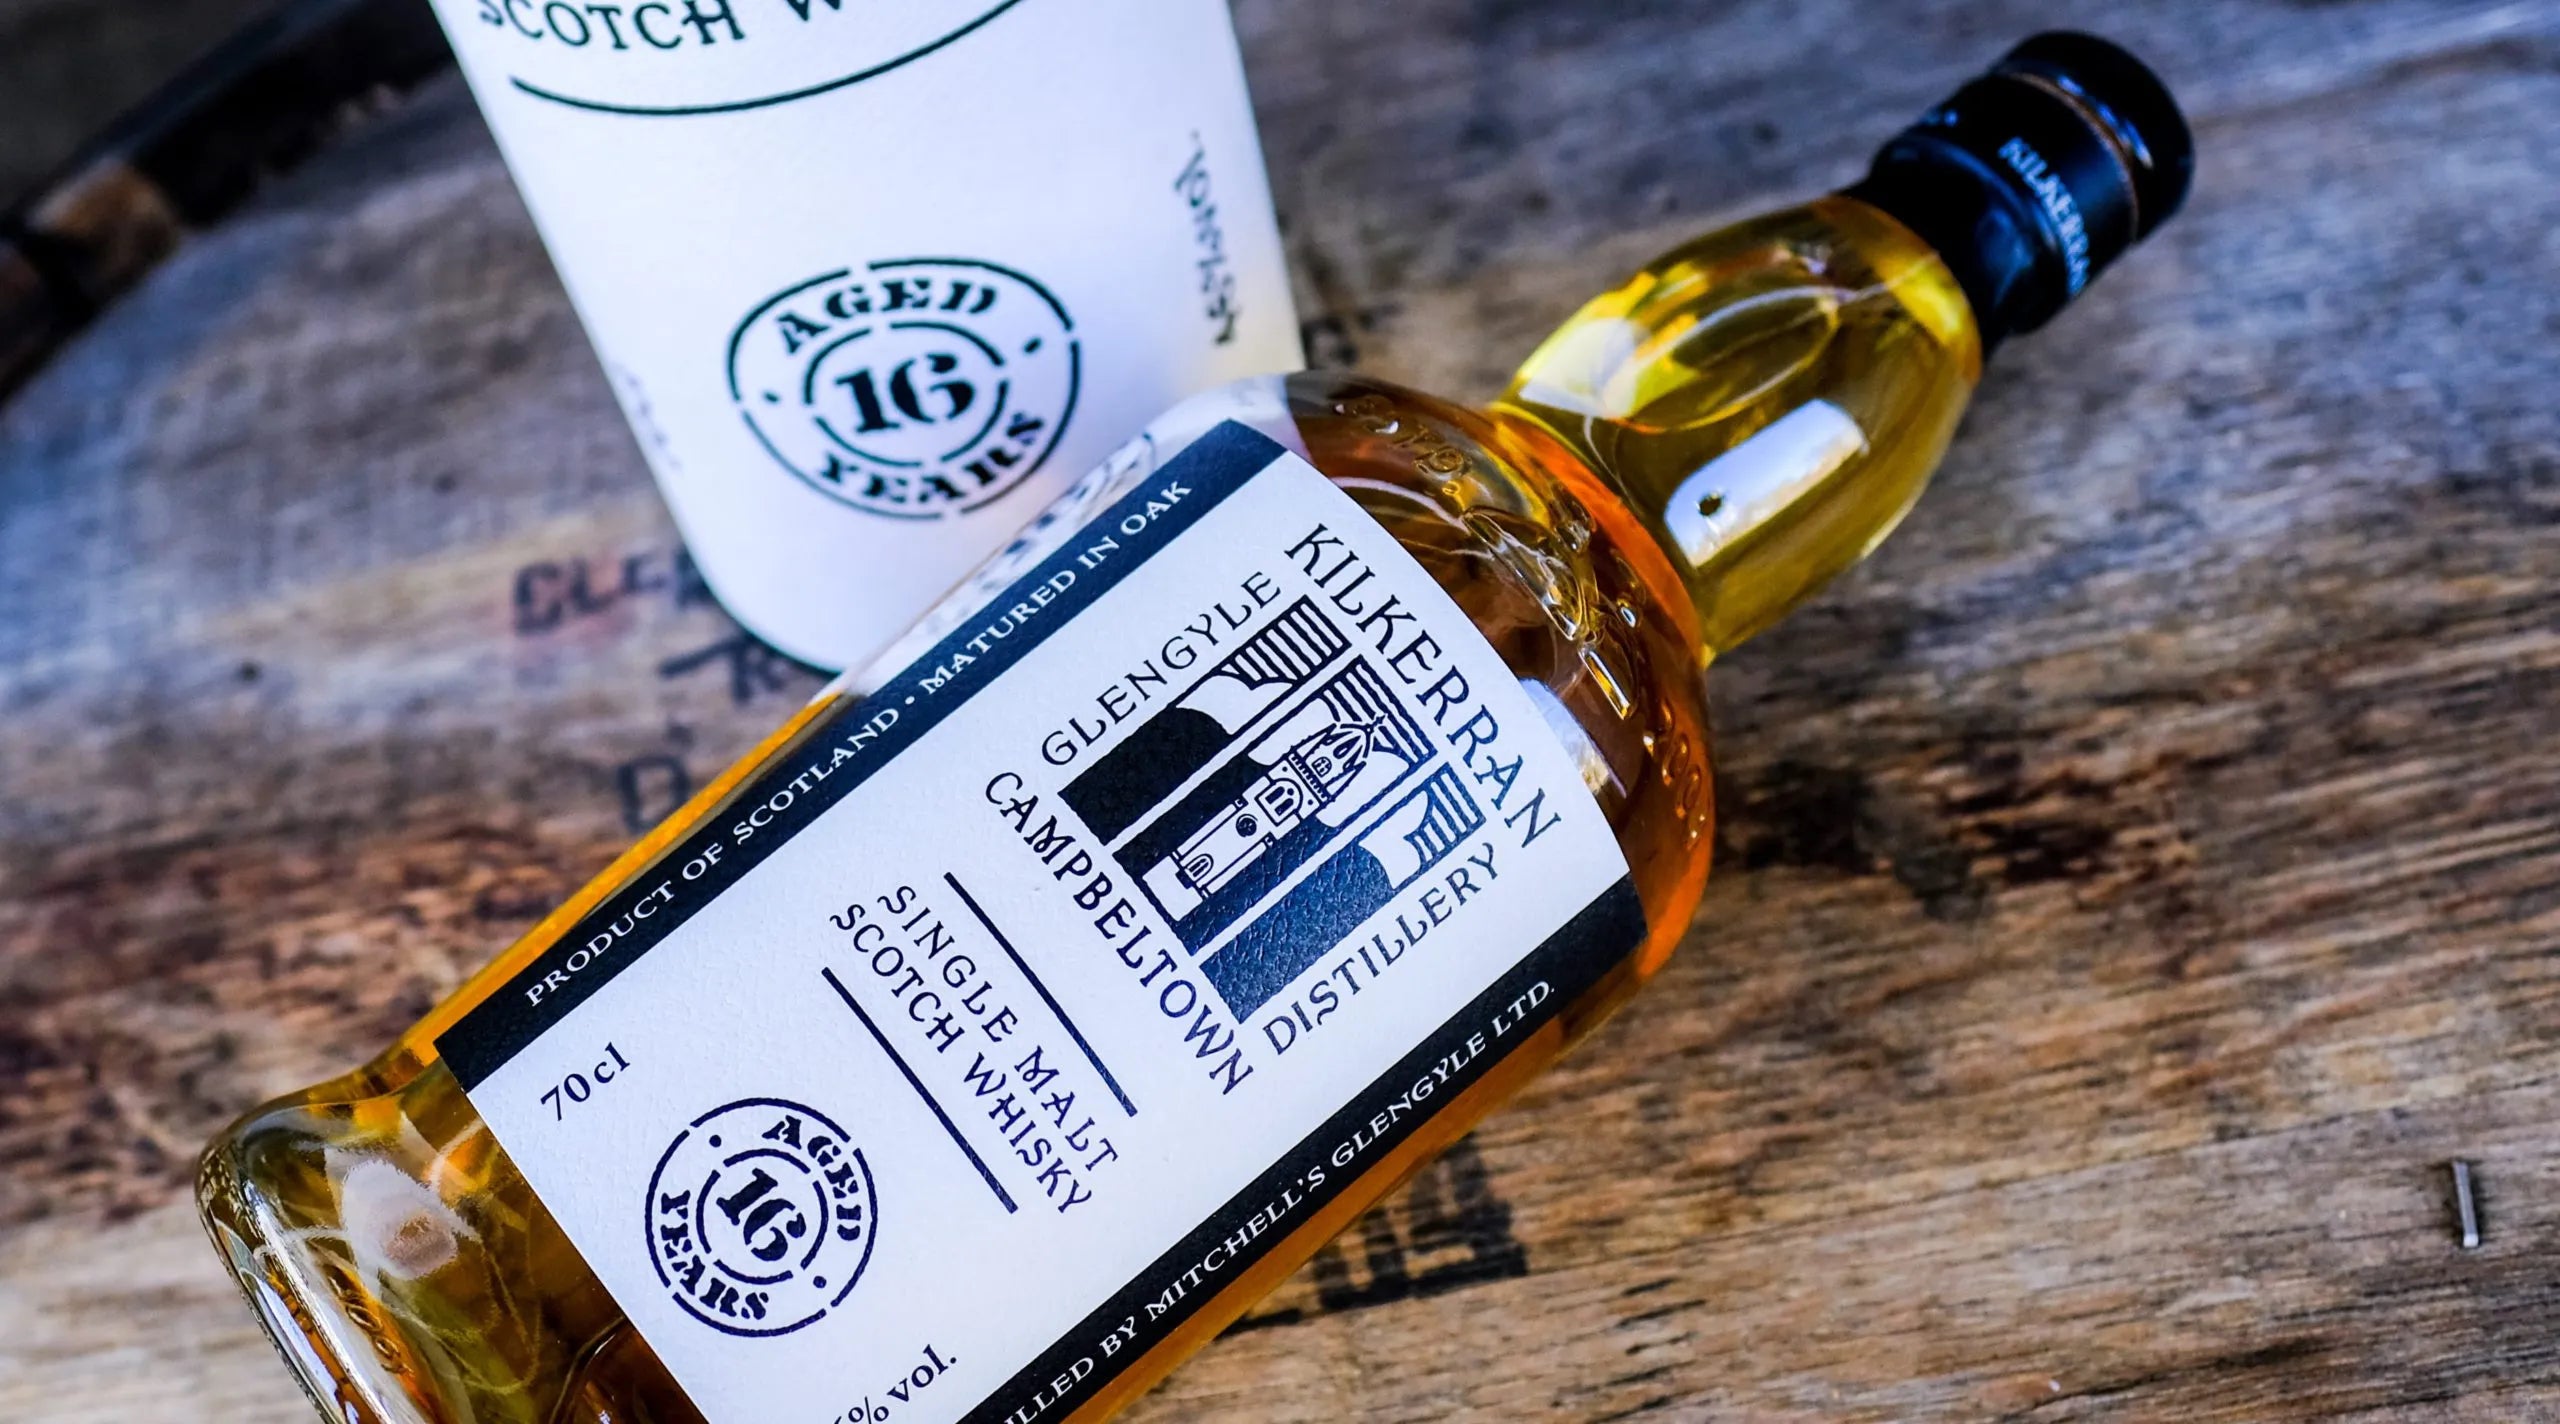 SCOTCH
AGED
16
YEARS
KILKERRAN
PRODUCT OF SCOTLAND • MATURED IN OAK
KILKERRAN
GLENGYLE
DISTILLERY
CAMPBELTOWN
SINGLE MALT
SCOTCH WHISKY
70cl
AGED
16
YEARS
% vol.
BY MITCHELL'S GLENGYLE LTD.